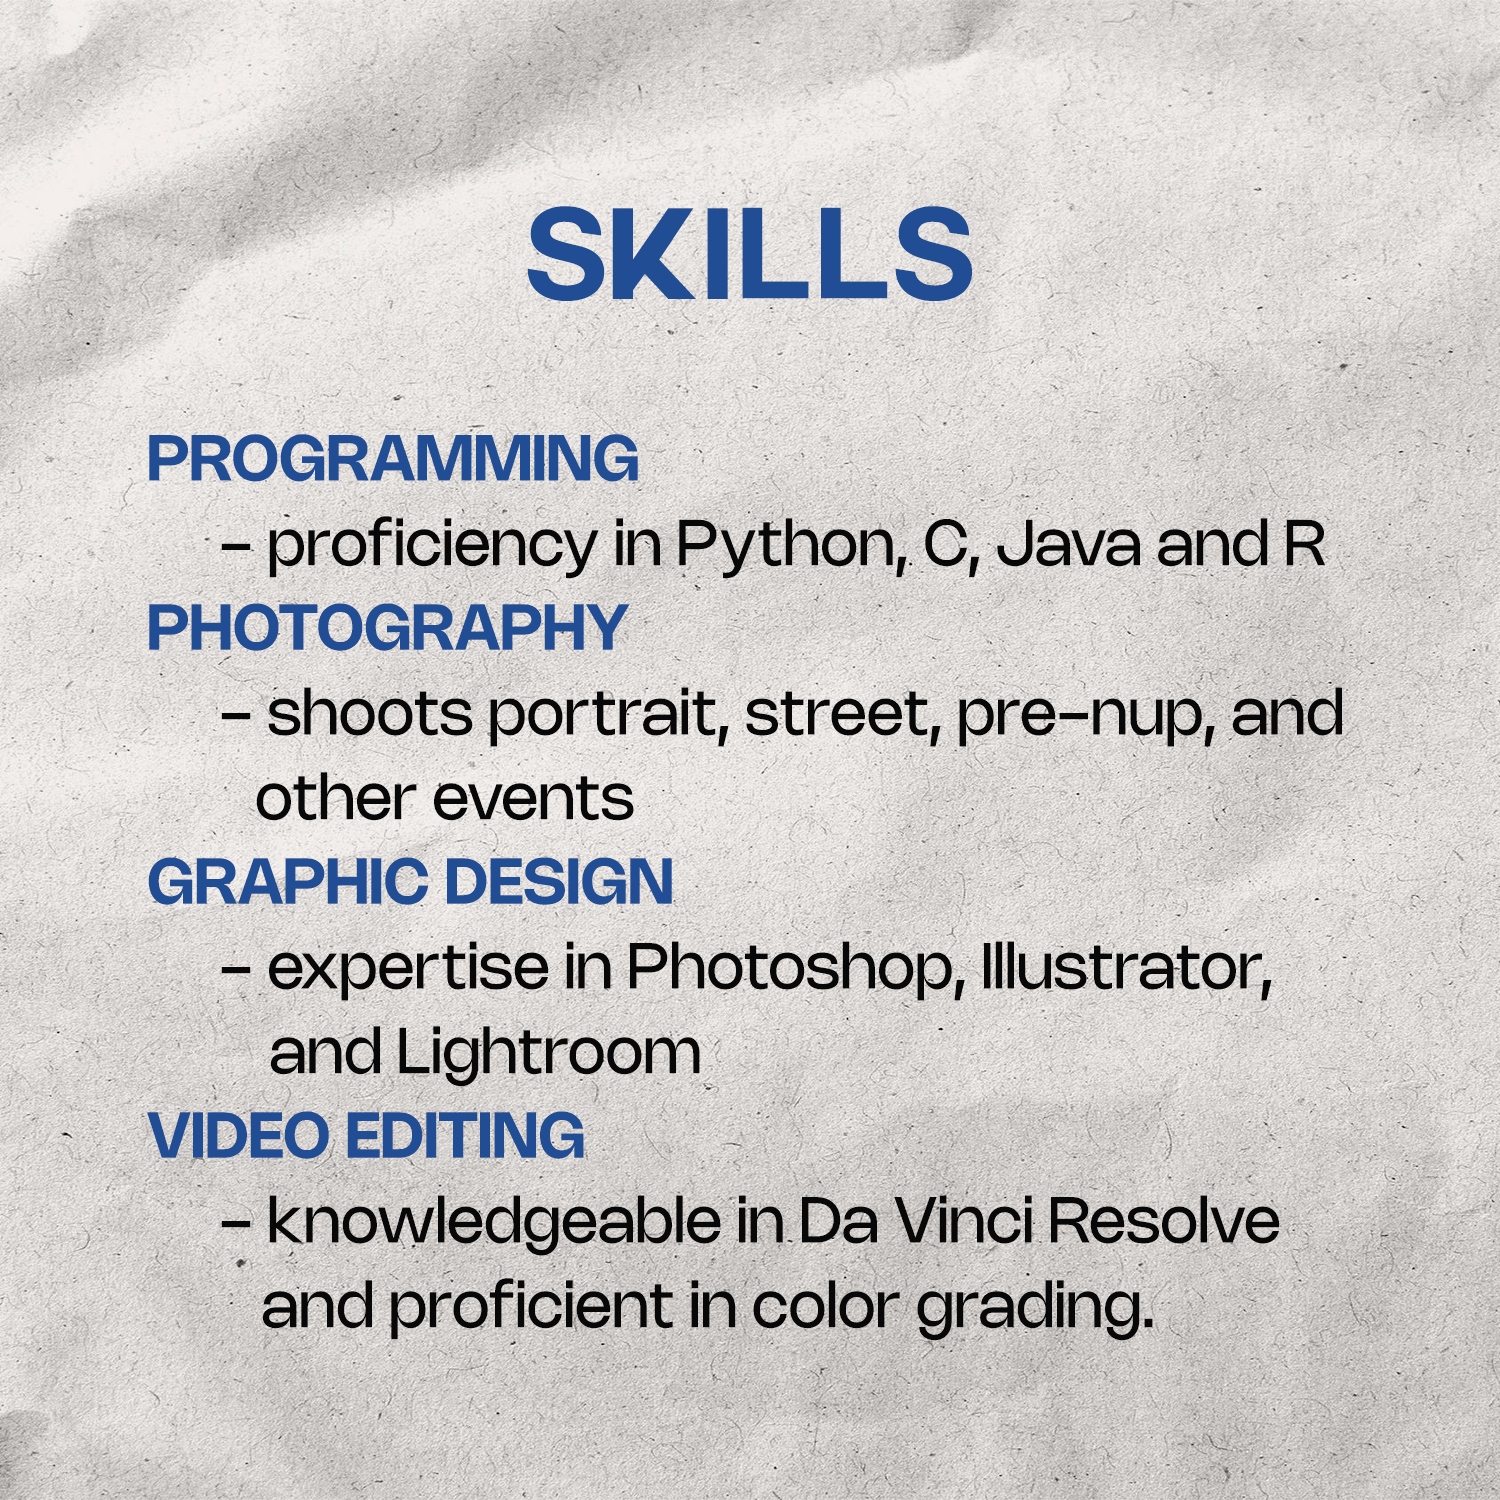 SKILLS
PROGRAMMING
- proficiency in Python, C, Java and R
PHOTOGRAPHY
- shoots portrait, street, pre-nup, and
other events
GRAPHIC DESIGN
- expertise in Photoshop, Illustrator,
and Lightroom
VIDEO EDITING
- knowledgeable in Da Vinci Resolve
and proficient in color grading.